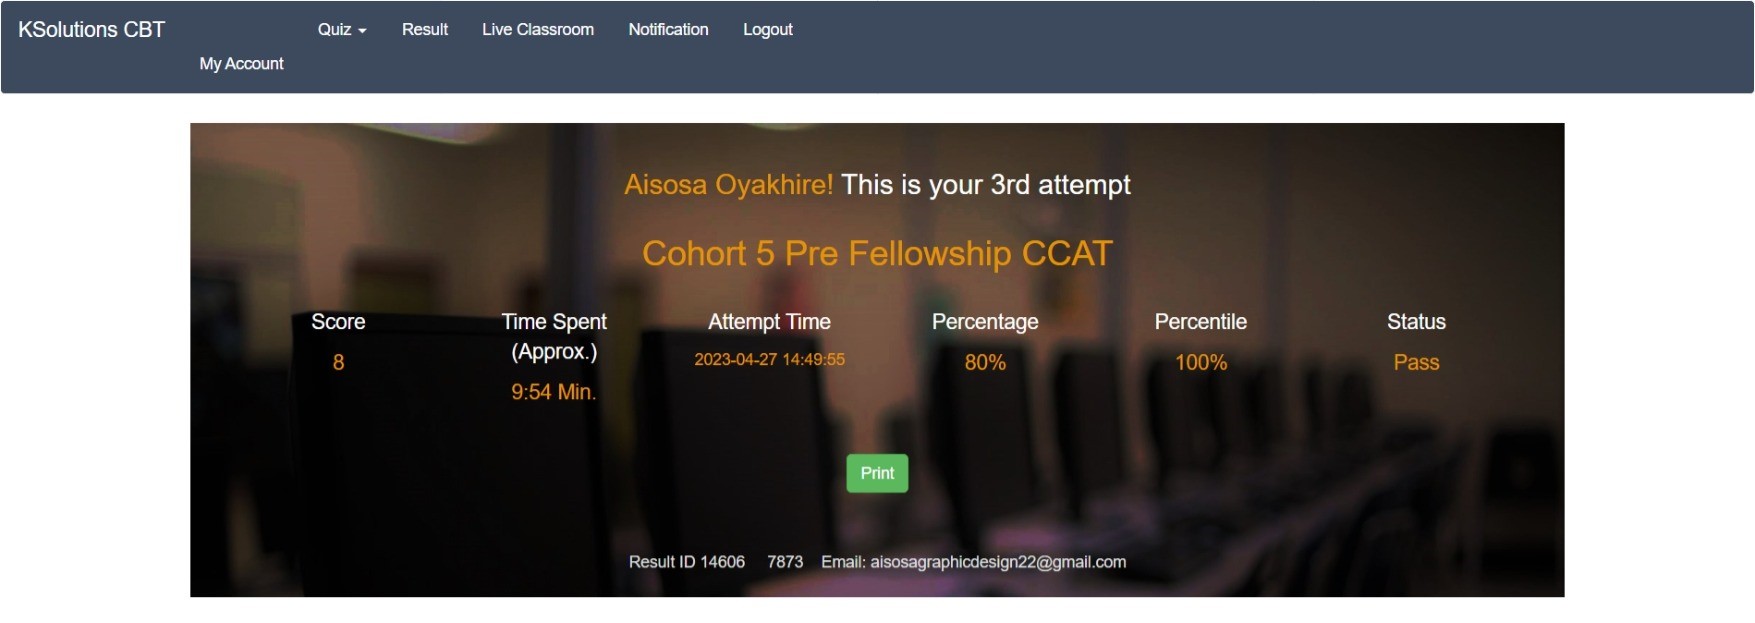 KSolutions CBT
Quiz Result Live Classroom Notification Logout
My Account
Aisosa Oyakhire! This is your 3rd attempt
Cohort 5 Pre Fellowship CCAT
Score
8
Time Spent
(Approx.)
9:54 Min.
Attempt Time
2023-04-27 14:49:55
Percentage
80%
Percentile
100%
Status
Pass
Print
Result ID 14606 7873 Email: aisosagraphicdesign22@gmail.com